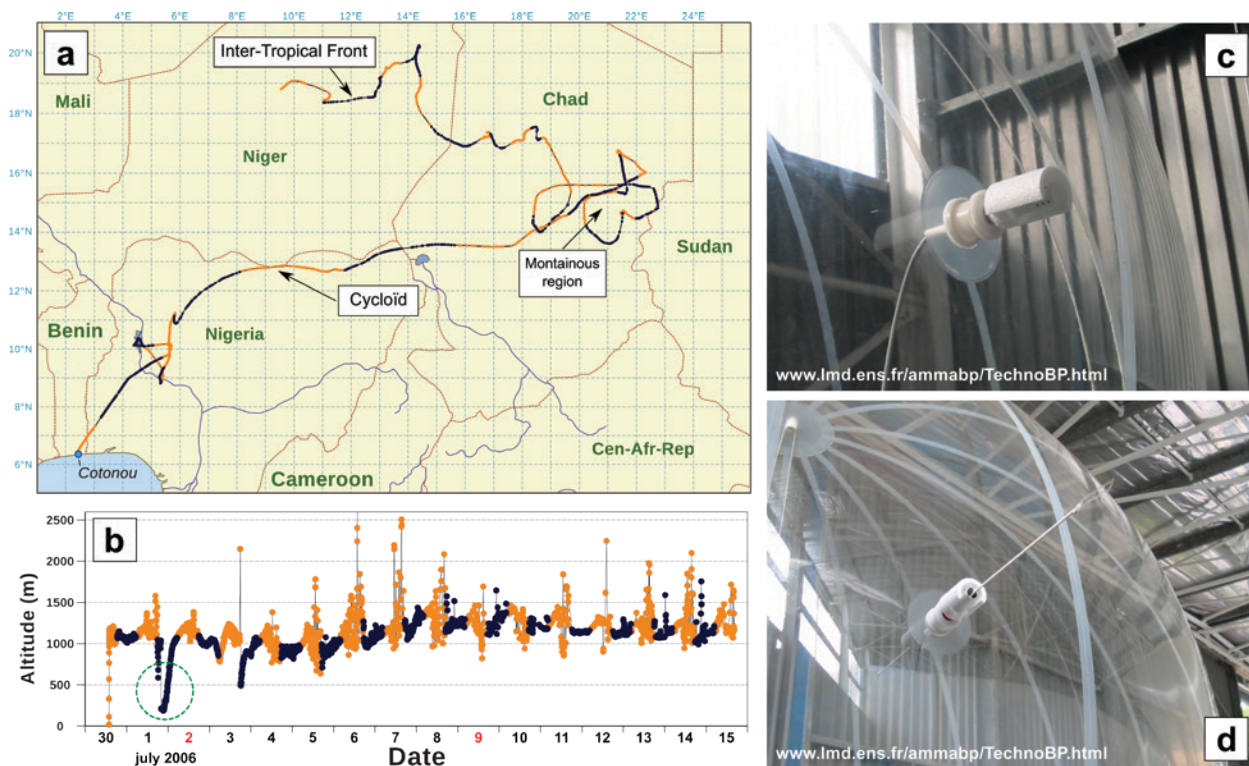 2°E 4°E 6°E 8°E 10°E 12°E 14°E 16°E 18°E 20°E 22°E 24°E
a
20°N
18°N
16°N
14°N
12°N
10°N
8°N
6°N
Inter-Tropical Front
Mali
Chad
Niger
Sudan
Montainous
region
Cycloïd
Benin
Nigeria
Cen-Afr-Rep
Cotonou
Cameroon
b
Altitude (m)
2500
2000
1500
1000
500
0
30 1 2 3 4 5 6 7 8 9 10 11 12 13 14 15
july 2006
Date
c
www.lmd.ens.fr/ammabp/TechnoBP.html
www.lmd.ens.fr/ammabp/TechnoBP.html
d